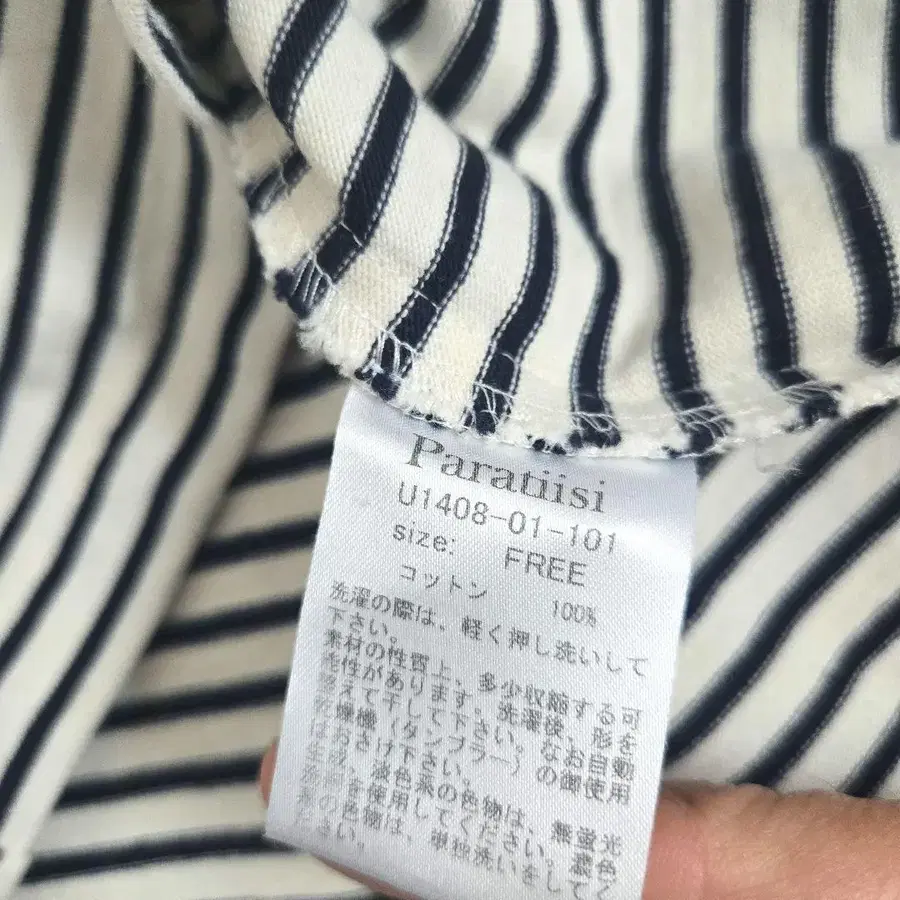 Paratiisi
U1408-01-101
size: FREE
コットン 100%
洗濯の際は、軽く押し洗いして
下さい。
素材の性質上、多少収縮する可
能性があります。洗濯後、形を
整えて干して下さい。なお自動
乾燥機(タンブラー)の御使用
はおさけ下さい。
生成、淡色系の色物は、無蛍光
洗剤を使用してください。濃色
の色物は、単独洗いをしてく
ださい。